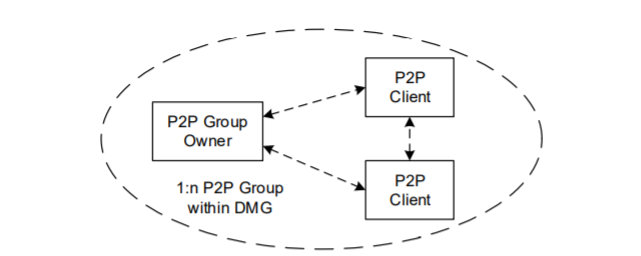 P2P Group
Owner
P2P
Client
P2P
Client
1:n P2P Group
within DMG